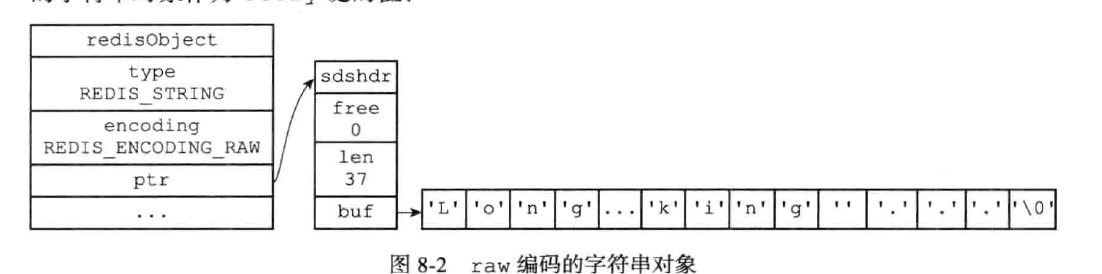 redisObject
type
REDIS_STRING
encoding
REDIS_ENCODING_RAW
ptr
...
sdshdr
free
0
len
37
buf
'L' 'o' 'n' 'g' ... 'k' 'i' 'n' 'g' '' '.' '.' '.' '\0'
图 8-2 raw 编码的字符串对象